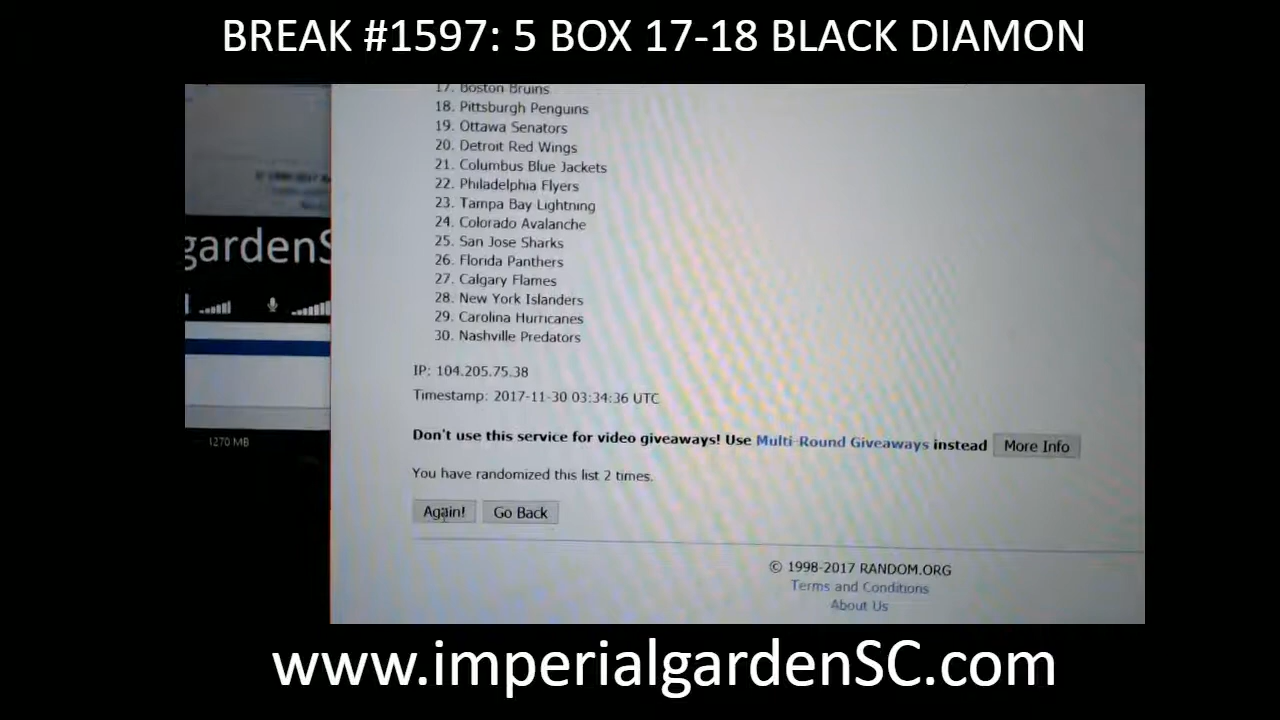 BREAK #1597: 5 BOX 17-18 BLACK DIAMON
17. Boston Bruins
18. Pittsburgh Penguins
19. Ottawa Senators
20. Detroit Red Wings
21. Columbus Blue Jackets
22. Philadelphia Flyers
23. Tampa Bay Lightning
24. Colorado Avalanche
25. San Jose Sharks
26. Florida Panthers
27. Calgary Flames
28. New York Islanders
29. Carolina Hurricanes
30. Nashville Predators
gardenS
1270 MB
IP: 104.205.75.38
Timestamp: 2017-11-30 03:34:36 UTC
Don't use this service for video giveaways! Use Multi-Round Giveaways instead More Info
You have randomized this list 2 times.
Again! Go Back
© 1998-2017 RANDOM.ORG
Terms and Conditions
About Us
www.imperialgardenSC.com